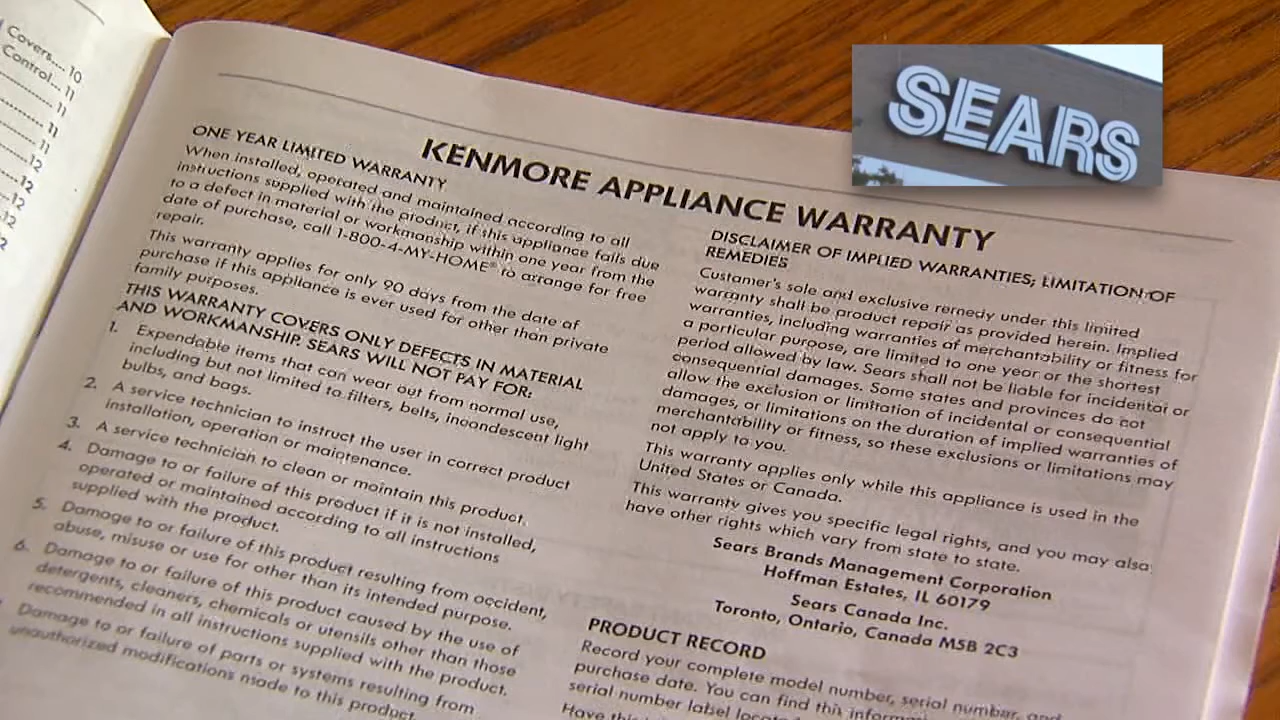 Covers.... 10
Control... 11
11
11
11
12
12
12
2
SEARS
KENMORE APPLIANCE WARRANTY
ONE YEAR LIMITED WARRANTY
When installed, operated and maintained according to all
instructions supplied with the product, if this appliance fails due
to a defect in material or workmanship within one year from the
date of purchase, call 1-800-4-MY-HOME® to arrange for free
repair.
This warranty applies for only 90 days from the date of
purchase if this appliance is ever used for other than private
family purposes.
THIS WARRANTY COVERS ONLY DEFECTS IN MATERIAL
AND WORKMANSHIP. SEARS WILL NOT PAY FOR:
1. Expendable items that can wear out from normal use,
including but not limited to filters, belts, incandescent light
bulbs, and bags.
2. A service technician to instruct the user in correct product
installation, operation or maintenance.
3. A service technician to clean or maintain this product.
4. Damage to or failure of this product if it is not installed,
operated or maintained according to all instructions
supplied with the product.
5. Damage to or failure of this product resulting from accident,
abuse, misuse or use for other than its intended purpose.
6. Damage to or failure of this product caused by the use of
detergents, cleaners, chemicals or utensils other than those
recommended in all instructions supplied with the product.
Damage to or failure of parts or systems resulting from
unauthorized modifications made to this product.
DISCLAIMER OF IMPLIED WARRANTIES; LIMITATION OF
REMEDIES
Customer's sole and exclusive remedy under this limited
warranty shall be product repair as provided herein. Implied
warranties, including warranties of merchantability or fitness for
a particular purpose, are limited to one year or the shortest
period allowed by law. Sears shall not be liable for incidental or
consequential damages. Some states and provinces do not
allow the exclusion or limitation of incidental or consequential
damages, or limitations on the duration of implied warranties of
merchantability or fitness, so these exclusions or limitations may
not apply to you.
This warranty applies only while this appliance is used in the
United States or Canada.
This warranty gives you specific legal rights, and you may also
have other rights which vary from state to state.
Sears Brands Management Corporation
Hoffman Estates, IL 60179
Sears Canada Inc.
Toronto, Ontario, Canada M5B 2C3
PRODUCT RECORD
Record your complete model number, serial number, and
purchase date. You can find this information
serial number label
Have this